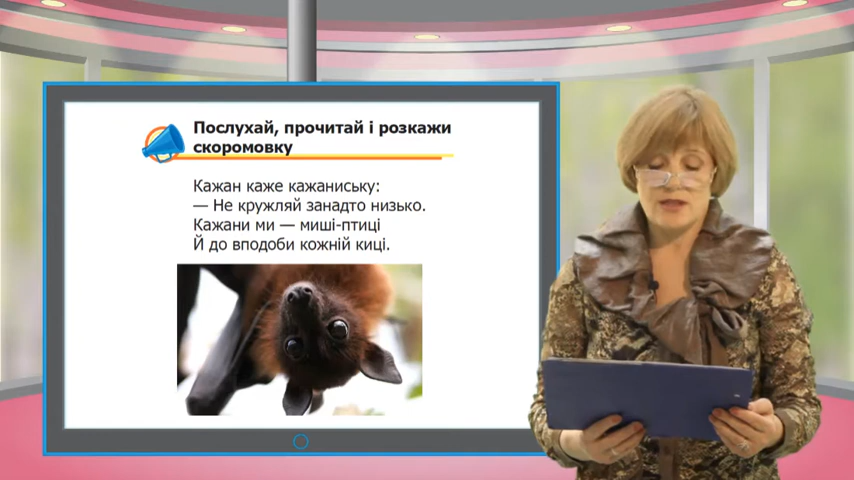 Послухай, прочитай і розкажи
скоромовку
Кажан каже кажаниську:
— Не кружляй занадто низько.
Кажани ми — миші-птиці
Й до вподоби кожній киці.